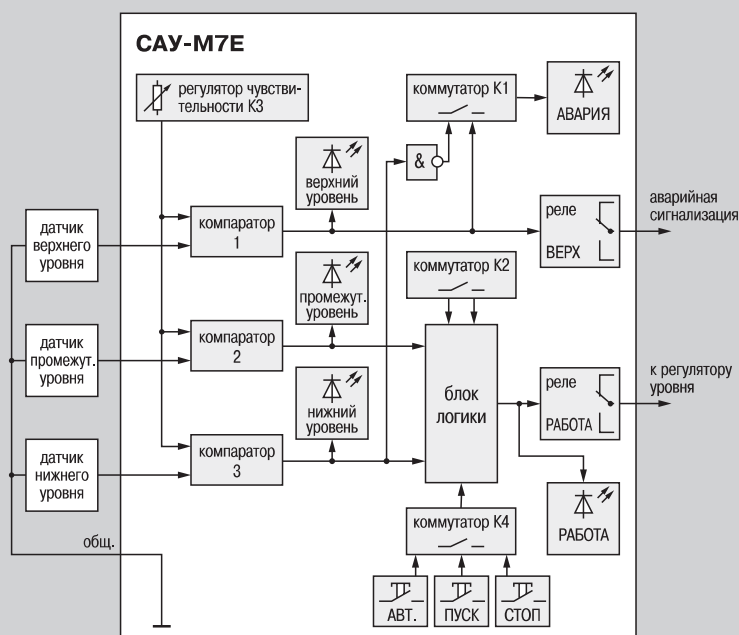 САУ-М7Е
регулятор чувстви-
тельности К3
коммутатор К1
АВАРИЯ
&
верхний
уровень
датчик
верхнего
уровня
компаратор
1
реле
ВЕРХ
аварийная
сигнализация
коммутатор К2
промежут.
уровень
датчик
промежут.
уровня
компаратор
2
блок
логики
реле
РАБОТА
к регулятору
уровня
нижний
уровень
датчик
нижнего
уровня
компаратор
3
РАБОТА
коммутатор К4
общ.
АВТ.
ПУСК
СТОП